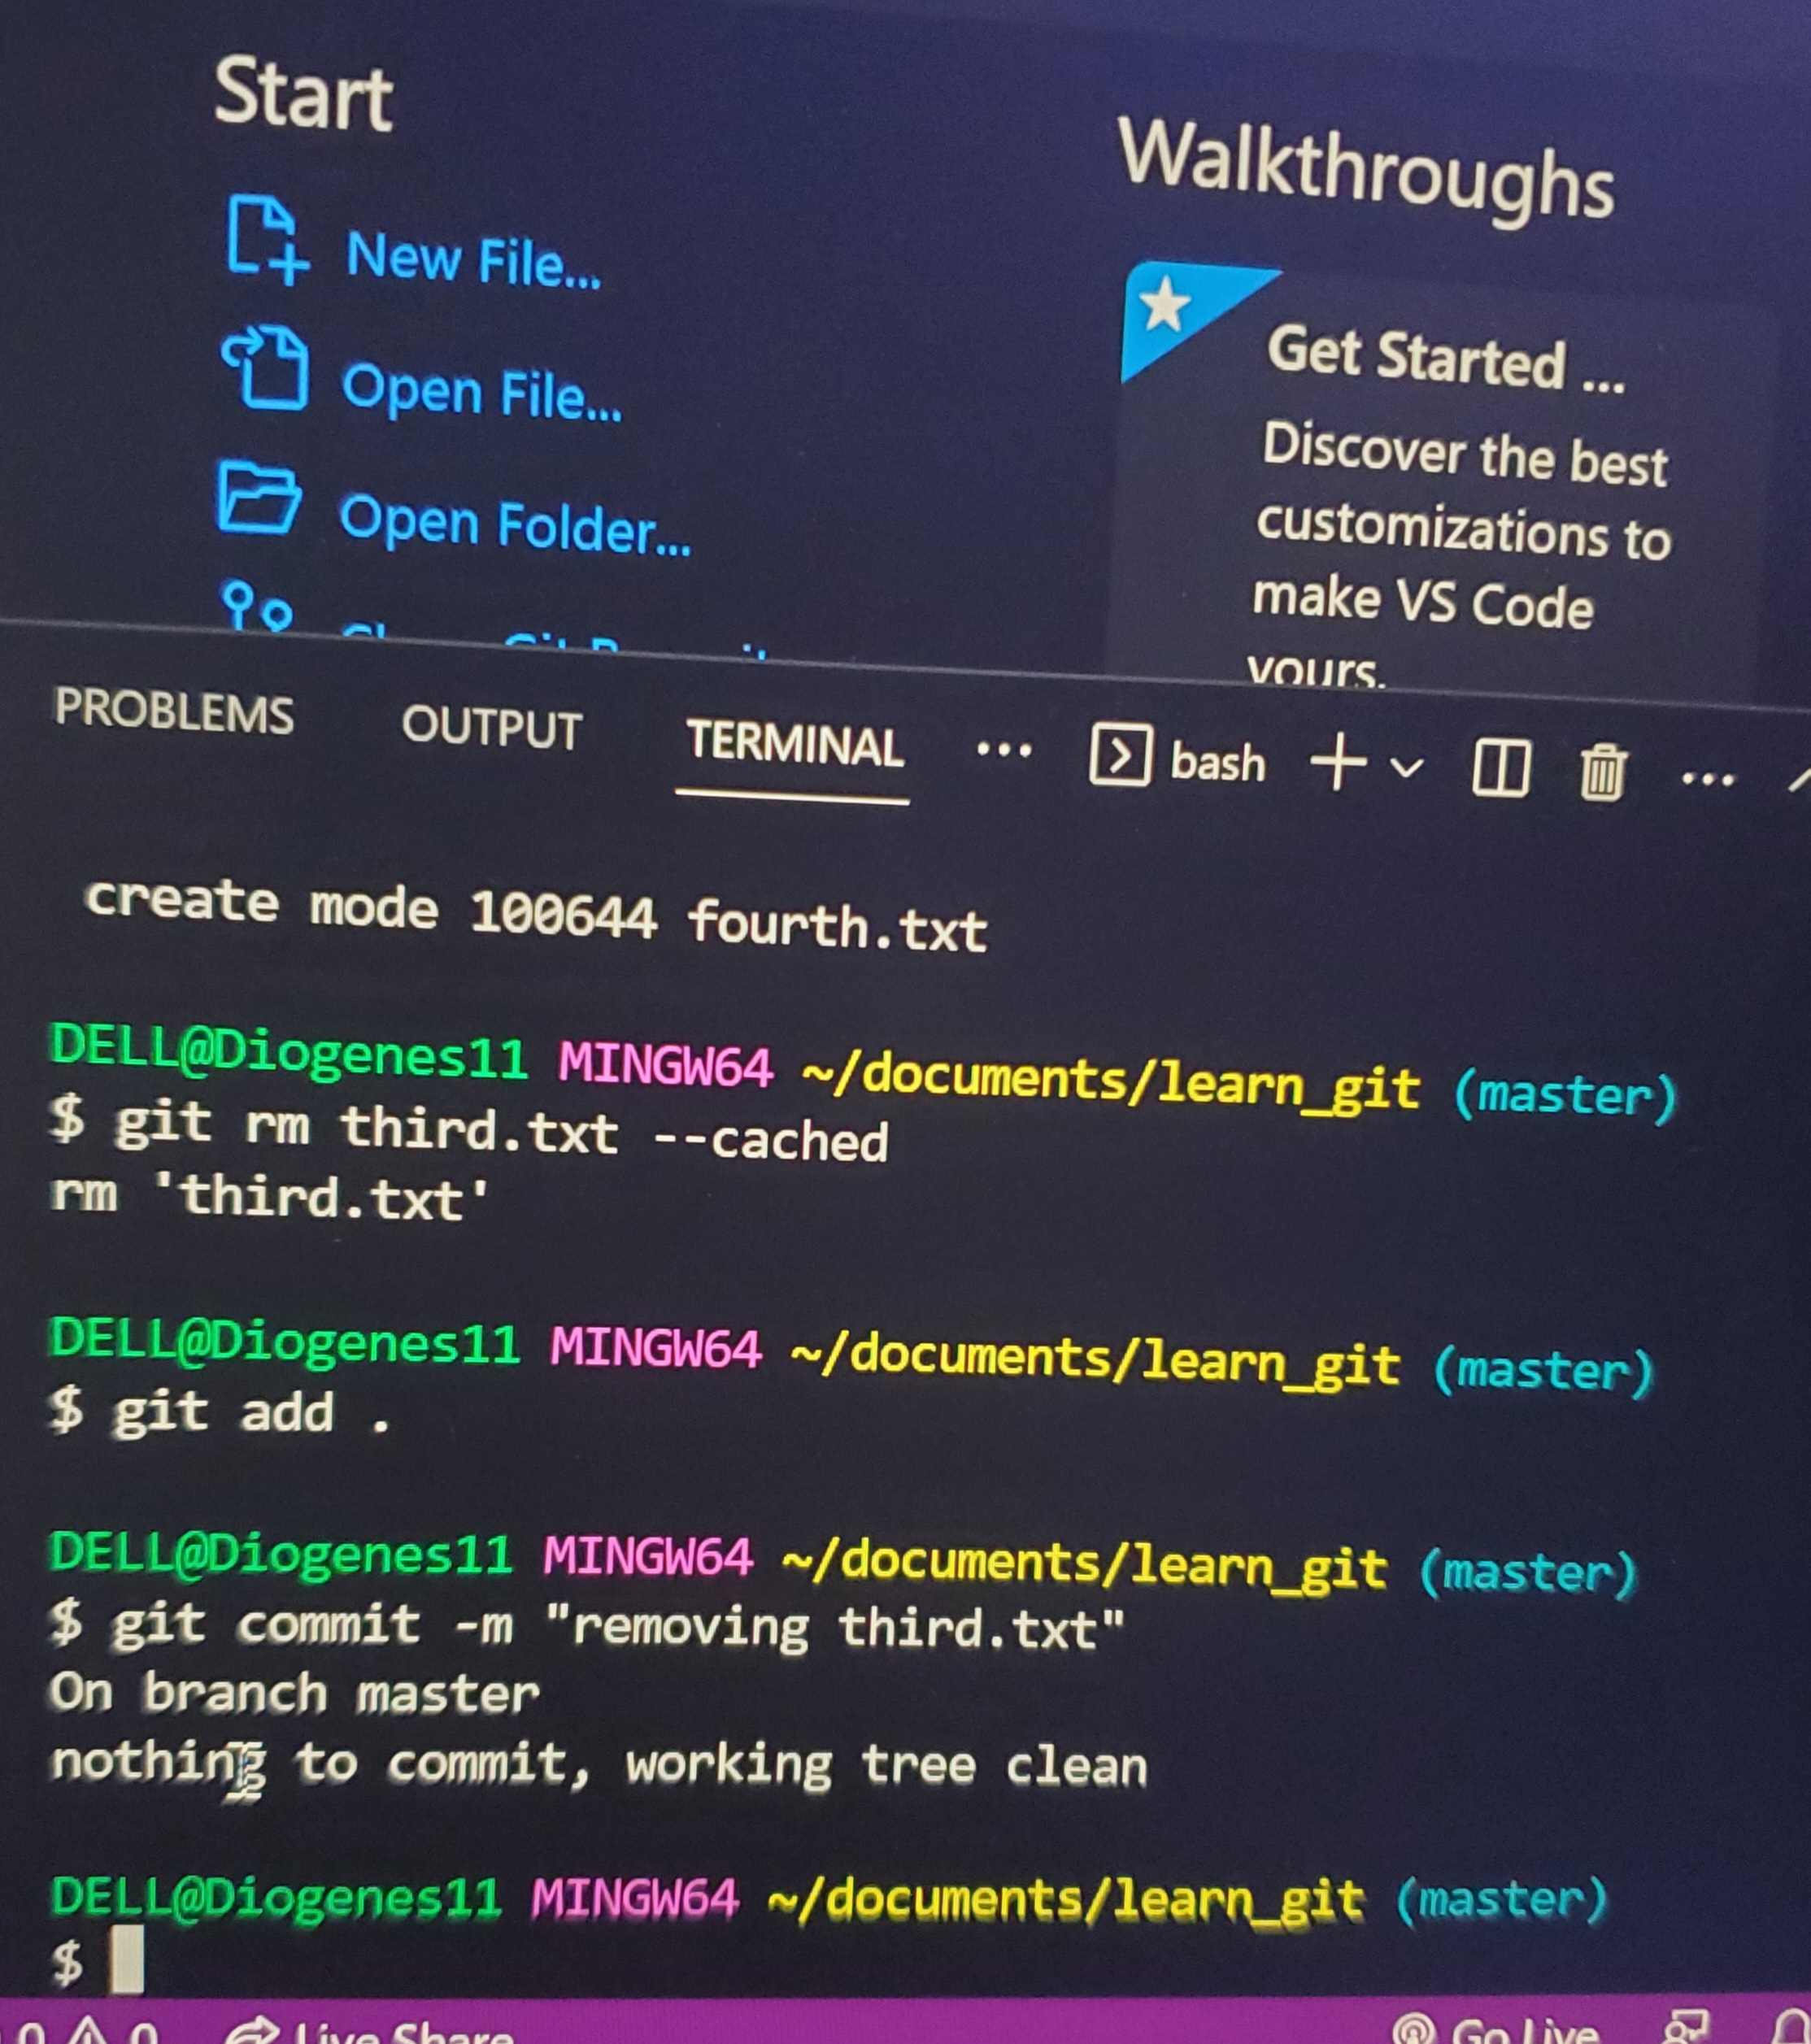 Start
New File...
Open File...
Open Folder...
Walkthroughs
Get Started ...
Discover the best
customizations to
make VS Code
yours.
PROBLEMS OUTPUT TERMINAL ... bash
create mode 100644 fourth.txt
DELL@Diogenes11 MINGW64 ~/documents/learn_git (master)
$ git rm third.txt --cached
rm 'third.txt'
DELL@Diogenes11 MINGW64 ~/documents/learn_git (master)
$ git add .
DELL@Diogenes11 MINGW64 ~/documents/learn_git (master)
$ git commit -m "removing third.txt"
On branch master
nothing to commit, working tree clean
DELL@Diogenes11 MINGW64 ~/documents/learn_git (master)
$
0 0 Live Share Go Live